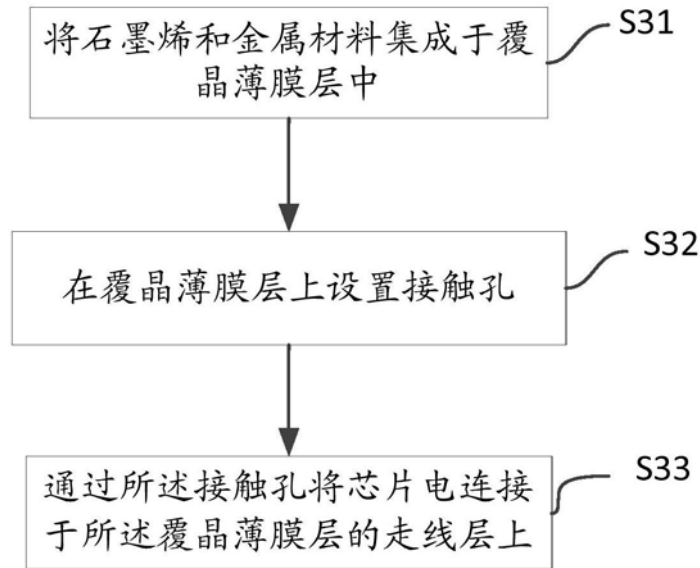 将石墨烯和金属材料集成于覆
晶薄膜层中
S31
在覆晶薄膜层上设置接触孔
S32
通过所述接触孔将芯片电连接
于所述覆晶薄膜层的走线层上
S33